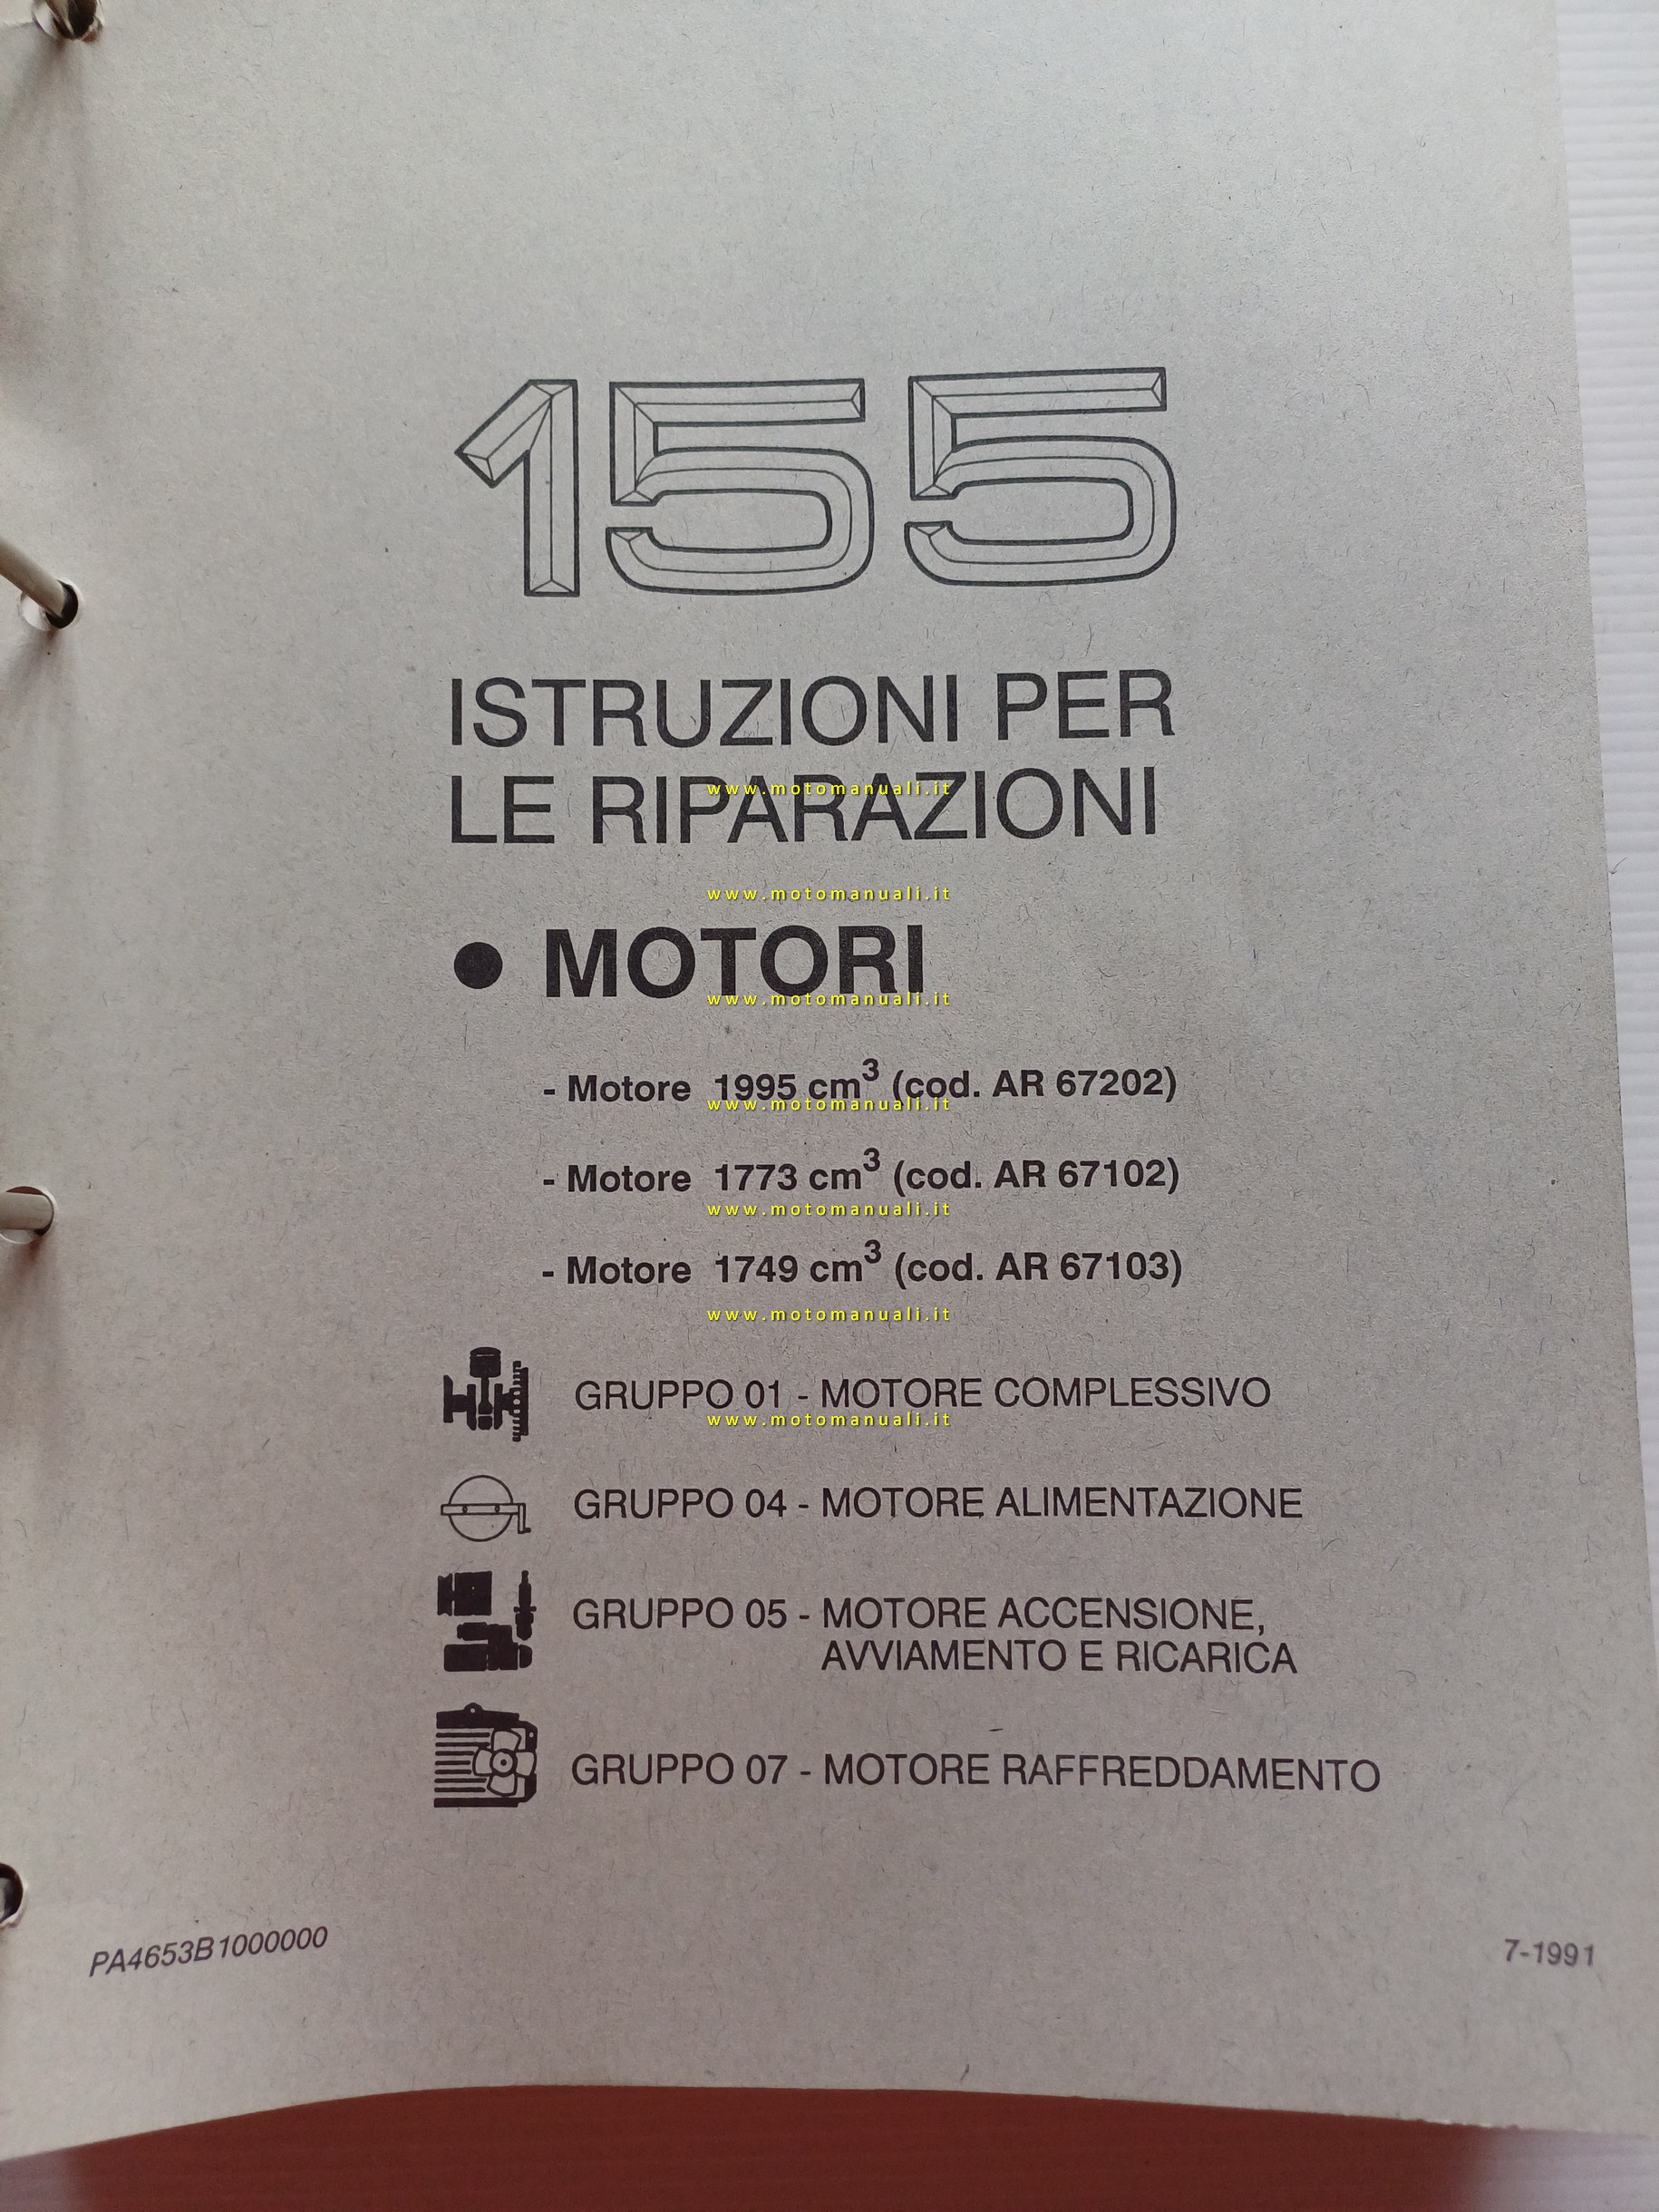 155
ISTRUZIONI PER
LE RIPARAZIONI
www.motomanuali.it
www.motomanuali.it
● MOTORI
www.motomanuali.it
- Motore 1995 cm³ (cod. AR 67202)
www.motomanuali.it
- Motore 1773 cm³ (cod. AR 67102)
www.motomanuali.it
- Motore 1749 cm³ (cod. AR 67103)
www.motomanuali.it
GRUPPO 01 - MOTORE COMPLESSIVO
www.motomanuali.it
GRUPPO 04 - MOTORE ALIMENTAZIONE
GRUPPO 05 - MOTORE ACCENSIONE,
AVVIAMENTO E RICARICA
GRUPPO 07 - MOTORE RAFFREDDAMENTO
PA4653B1000000
7-1991